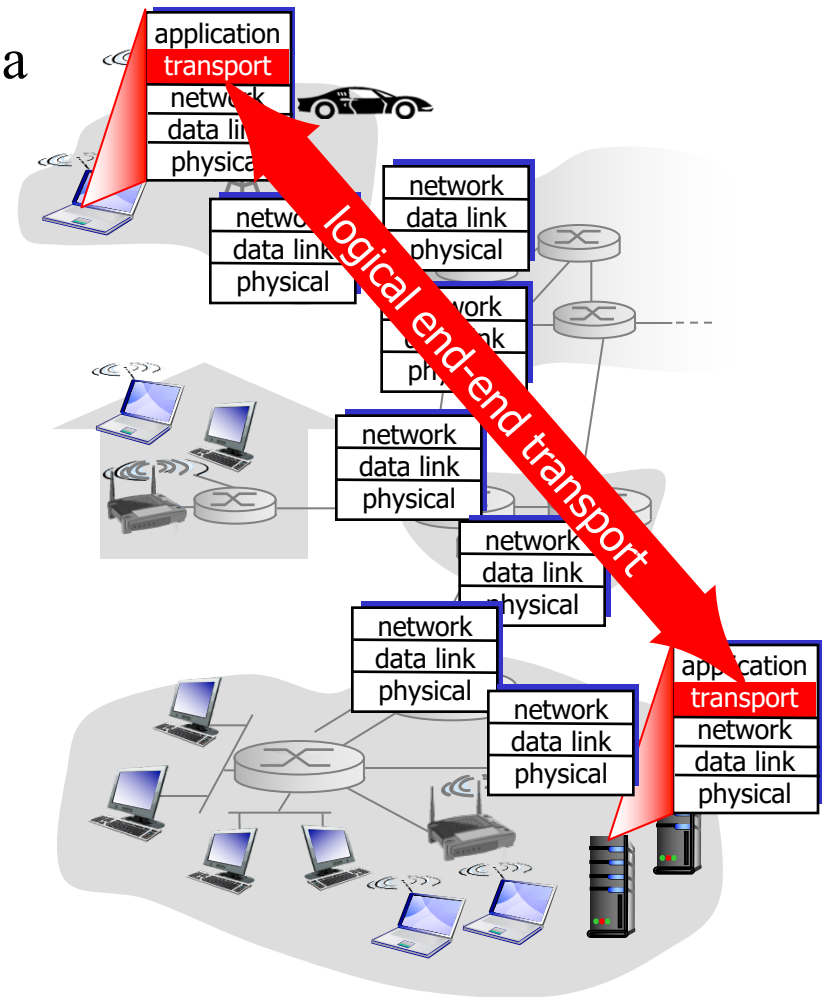 a
application
transport
network
data link
physical
network
data link
physical
network
data link
physical
logical end-end transport
network
data link
physical
network
data link
physical
network
data link
physical
application
transport
network
data link
physical
network
data link
physical